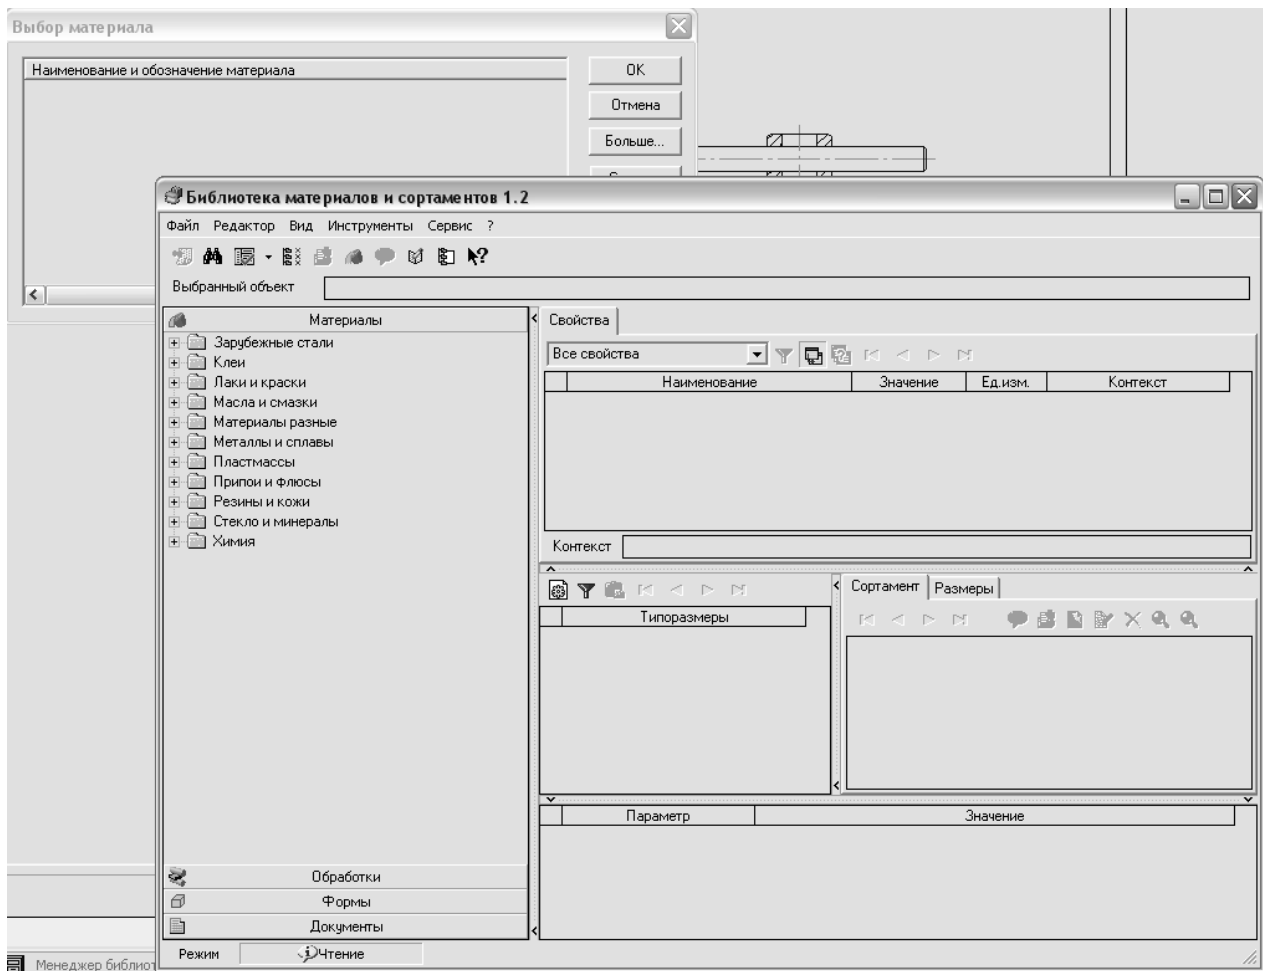 Выбор материала
Наименование и обозначение материала
OK
Отмена
Больше...
Библиотека материалов и сортаментов 1.2
Файл Редактор Вид Инструменты Сервис ?
Выбранный объект
Материалы
Зарубежные стали
Клеи
Лаки и краски
Масла и смазки
Материалы разные
Металлы и сплавы
Пластмассы
Припои и флюсы
Резины и кожи
Стекло и минералы
Химия
Свойства
Все свойства
Наименование Значение Ед.изм. Контекст
Контекст
Типоразмеры
Сортамент Размеры
Параметр Значение
Обработки
Формы
Документы
Режим Чтение
Менеджер